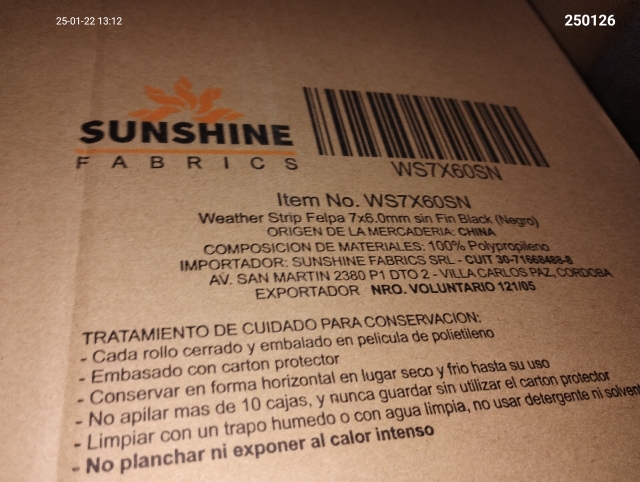 25-01-22 13:12
250126
SUNSHINE
FABRICS
WS7X60SN
Item No. WS7X60SN
Weather Strip Felpa 7x6.0mm sin Fin Black (Negro)
ORIGEN DE LA MERCADERIA: CHINA
COMPOSICION DE MATERIALES: 100% Polypropileno
IMPORTADOR: SUNSHINE FABRICS SRL - CUIT 30-71668488-8
AV. SAN MARTIN 2380 P1 DTO 2 - VILLA CARLOS PAZ, CORDOBA
EXPORTADOR NRO. VOLUNTARIO 121/05
TRATAMIENTO DE CUIDADO PARA CONSERVACION:
- Cada rollo cerrado y embalado en pelicula de polietileno
- Embasado con carton protector
- Conservar en forma horizontal en lugar seco y frio hasta su uso
- No apilar mas de 10 cajas, y nunca guardar sin utilizar el carton protector
- Limpiar con un trapo humedo o con agua limpia, no usar detergente ni solvent
- No planchar ni exponer al calor intenso